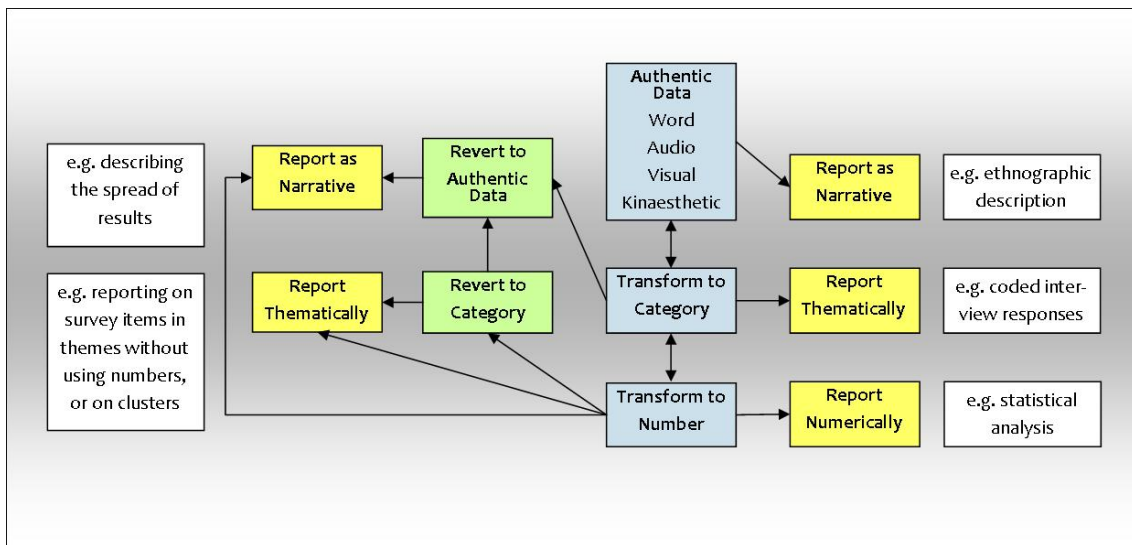 e.g. describing
the spread of
results
Report as
Narrative
Revert to
Authentic
Data
Authentic
Data
Word
Audio
Visual
Kinaesthetic
Report as
Narrative
e.g. ethnographic
description
e.g. reporting on
survey items in
themes without
using numbers,
or on clusters
Report
Thematically
Revert to
Category
Transform to
Category
Report
Thematically
e.g. coded inter-
view responses
Transform to
Number
Report
Numerically
e.g. statistical
analysis